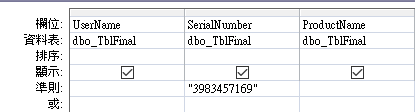 欄位: UserName SerialNumber ProductName
資料表: dbo_TblFinal dbo_TblFinal dbo_TblFinal
排序:
顯示:
準則: "3983457169"
或: